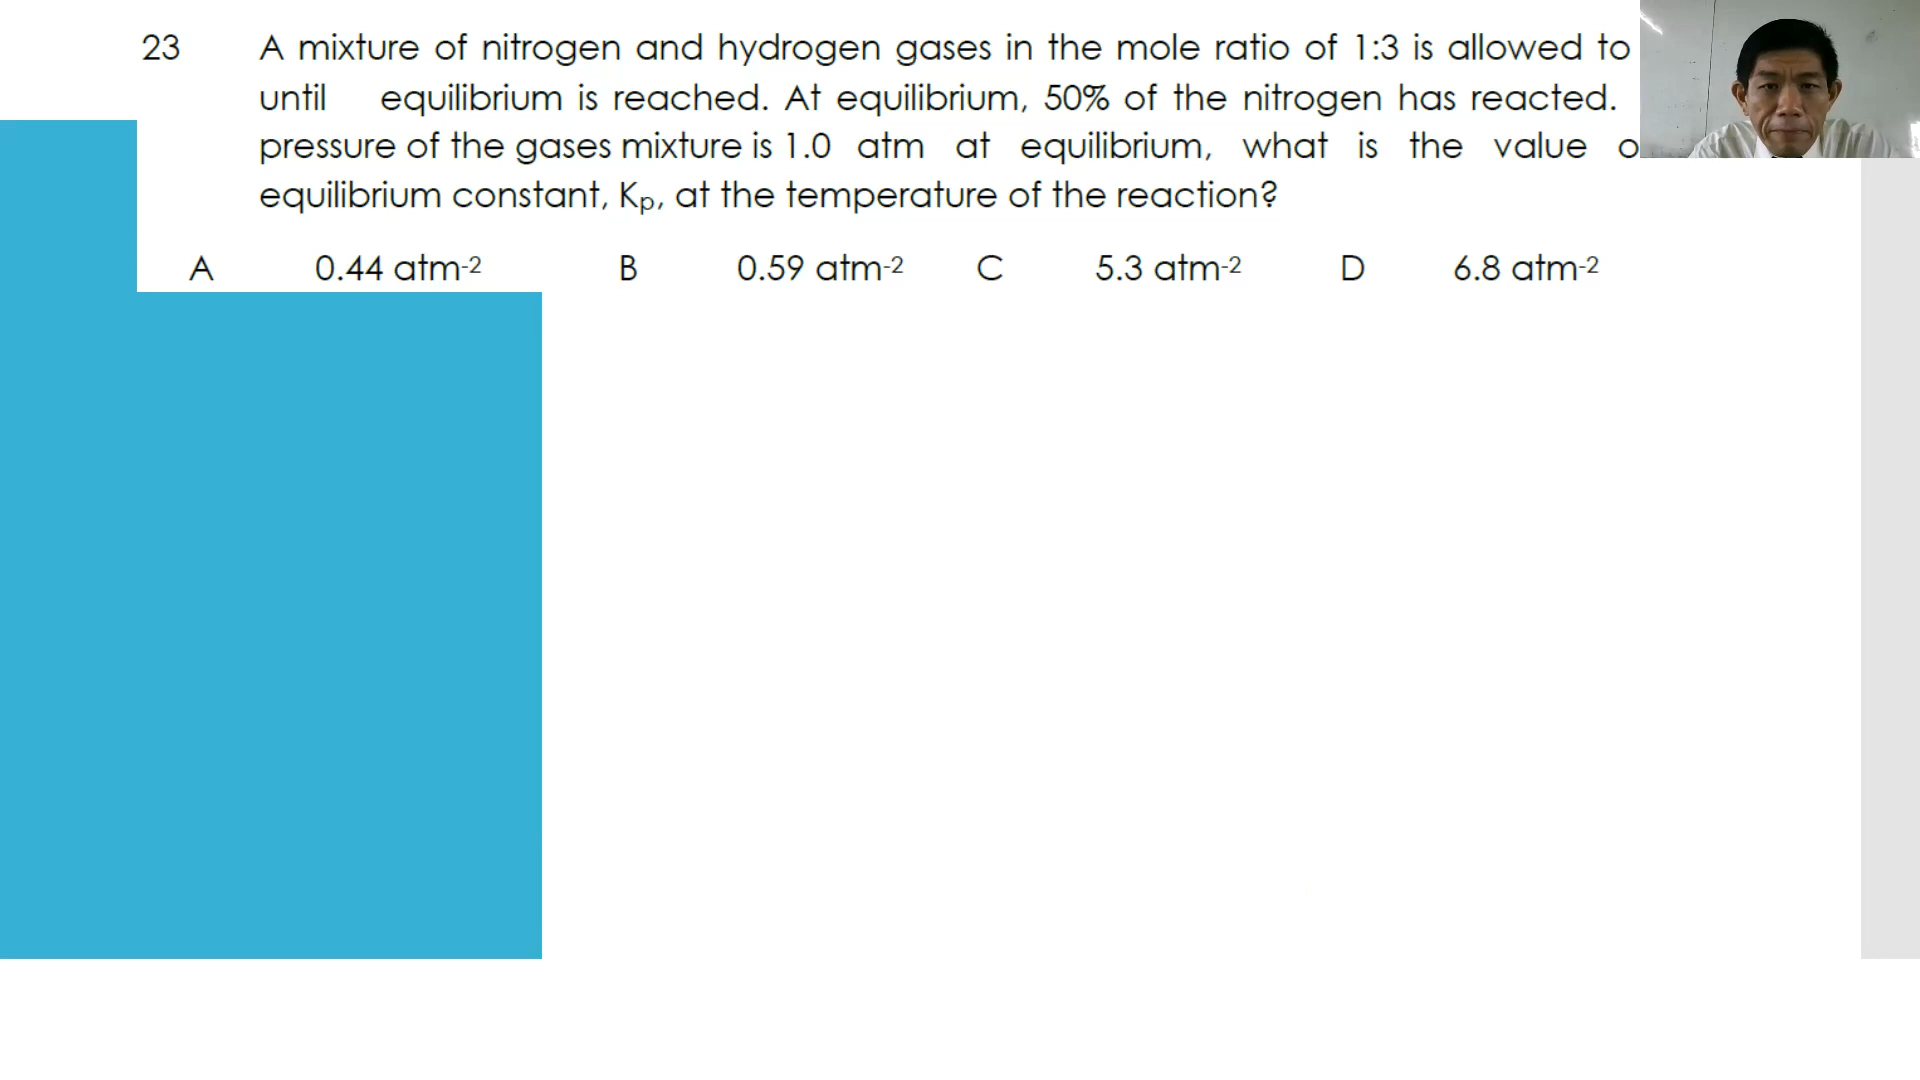 23 A mixture of nitrogen and hydrogen gases in the mole ratio of 1:3 is allowed to
until equilibrium is reached. At equilibrium, 50% of the nitrogen has reacted.
pressure of the gases mixture is 1.0 atm at equilibrium, what is the value o
equilibrium constant, Kp, at the temperature of the reaction?
A 0.44 atm-2 B 0.59 atm-2 C 5.3 atm-2 D 6.8 atm-2